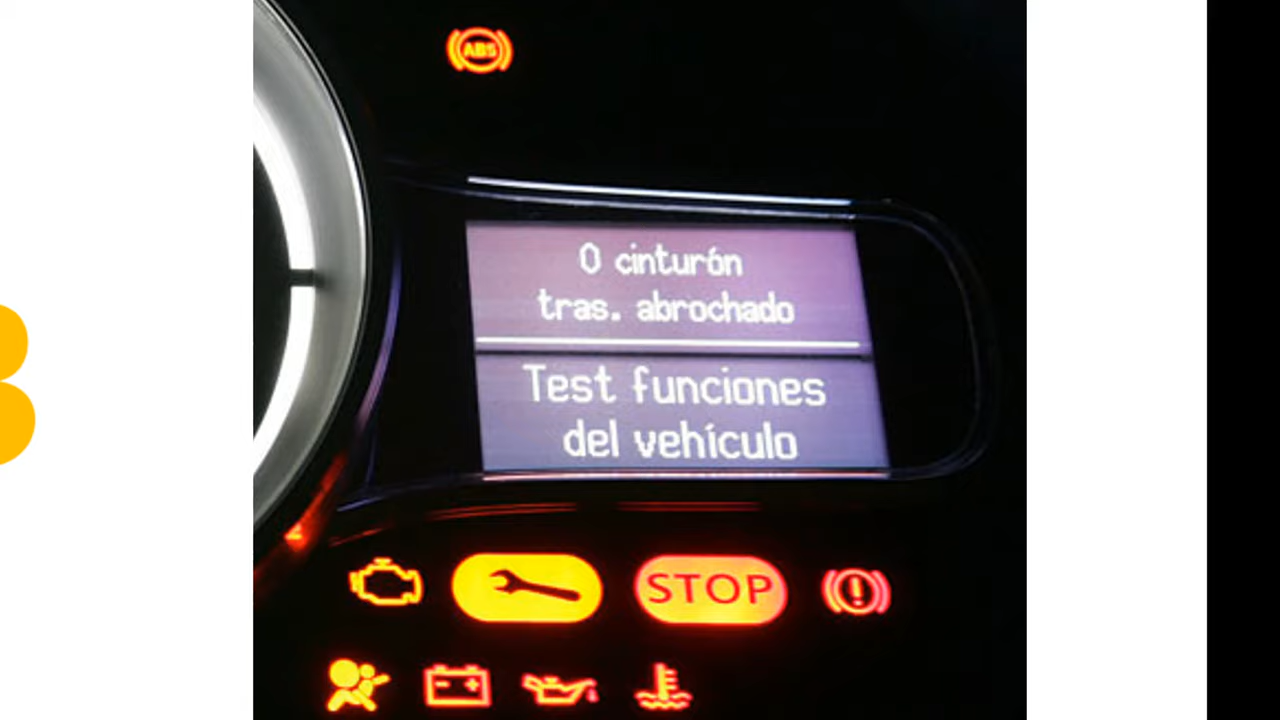 ABS
0 cinturón
tras. abrochado
Test funciones
del vehículo
STOP